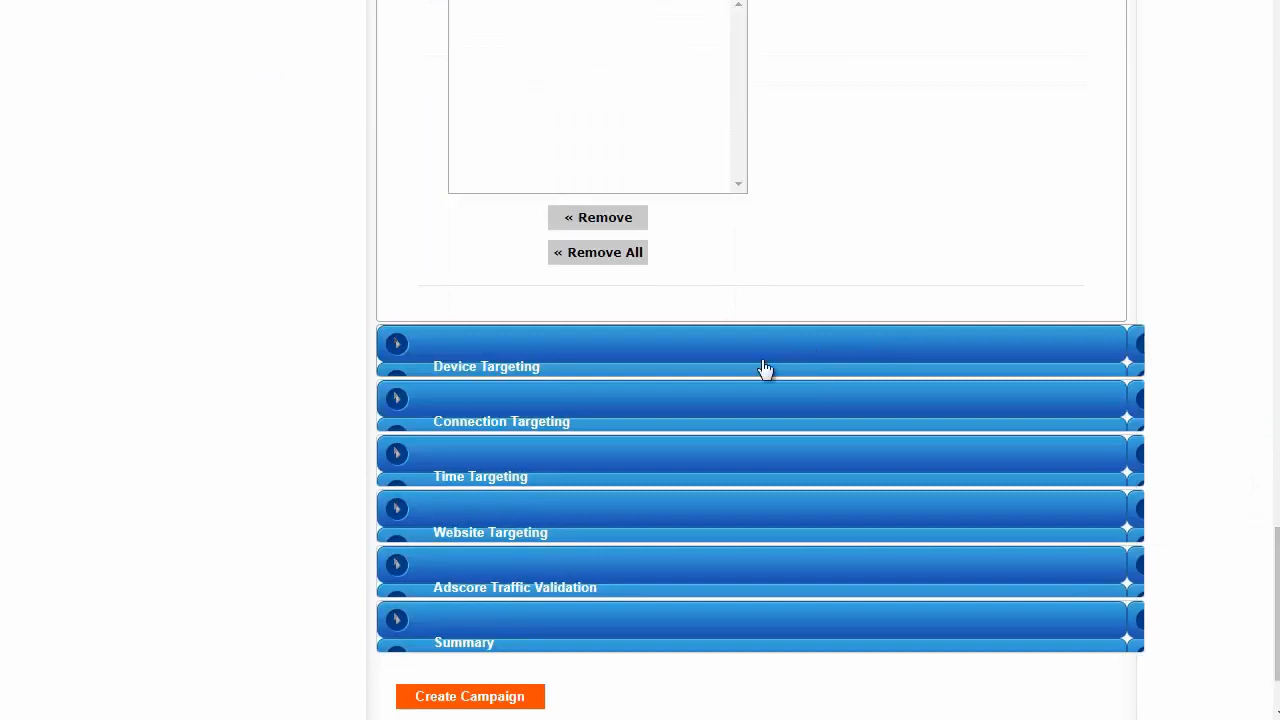 « Remove
« Remove All
Device Targeting
Connection Targeting
Time Targeting
Website Targeting
Adscore Traffic Validation
Summary
Create Campaign